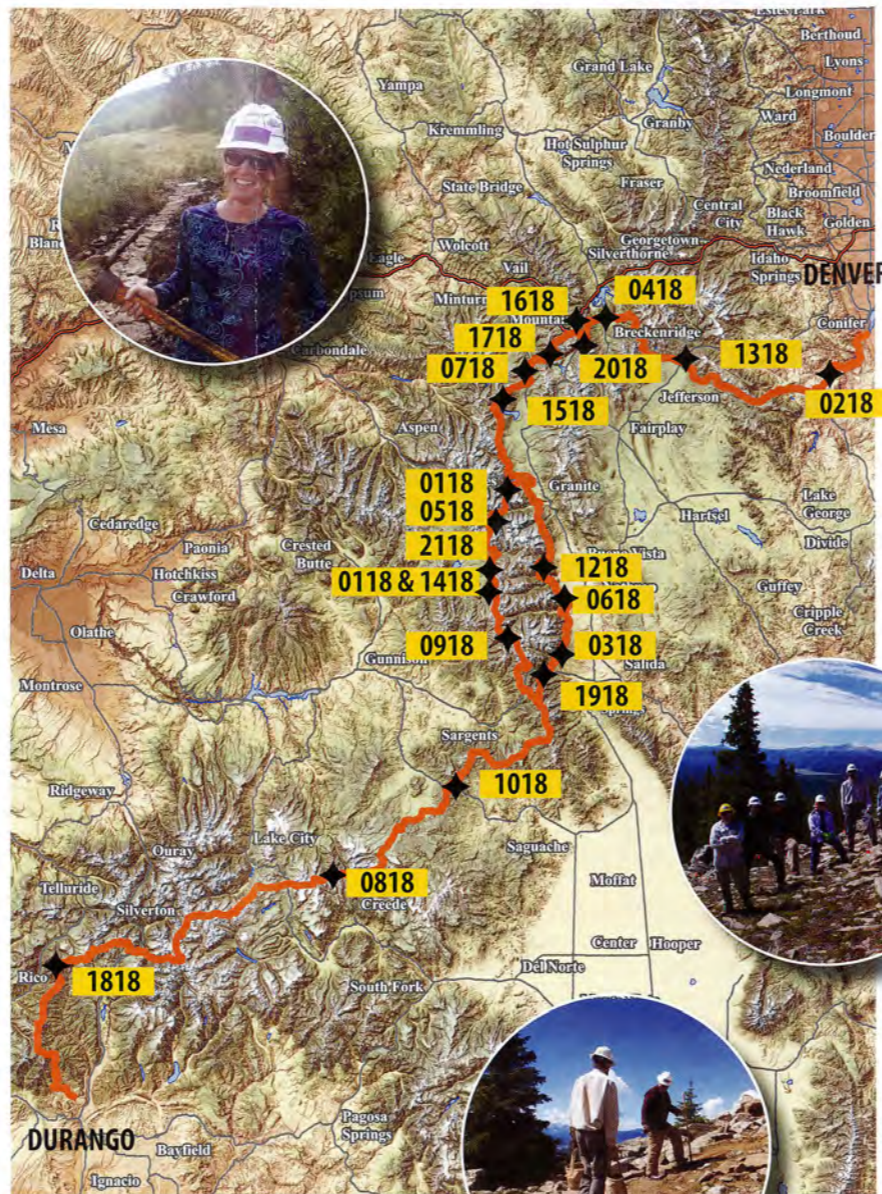 Estes Park
Berthoud
Grand Lake
Lyons
Yampa
Longmont
Granby
Ward
Kremmling
Boulder
Hot Sulphur
Springs
Nederland
State Bridge
Fraser
Broomfield
Central
City
Black
Hawk
Golden
Wolcott
Georgetown
Eagle
Silverthorne
Vail
Idaho
Springs
DENVER
Minturn
1618
0418
Conifer
1718
Breckenridge
1318
Carbondale
0718
2018
Jefferson
0218
1518
Mesa
Aspen
Fairplay
0118
Granite
Lake
George
0518
Hartsel
Cedaredge
Crested
Butte
2118
Divide
Paonia
Delta
Hotchkiss
1218
Crawford
0118 & 1418
Guffey
0618
Cripple
Creek
Olathe
0918
0318
Gunnison
Salida
Montrose
1918
Sargents
1018
Ridgeway
Lake City
Saguache
Ouray
Telluride
0818
Moffat
Creede
Silverton
Center
Hooper
Rico
Del Norte
1818
South Fork
Pagosa
Springs
DURANGO
Bayfield
Ignacio